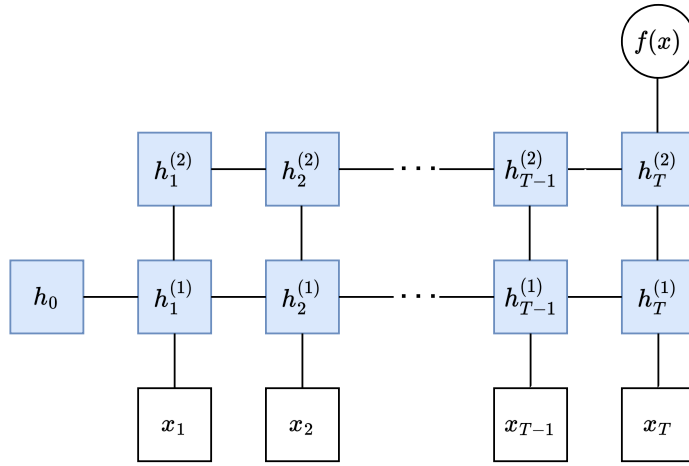 f(x)
h_1^{(2)} h_2^{(2)} ... h_{T-1}^{(2)} h_T^{(2)}
h_0 h_1^{(1)} h_2^{(1)} ... h_{T-1}^{(1)} h_T^{(1)}
x_1 x_2 x_{T-1} x_T